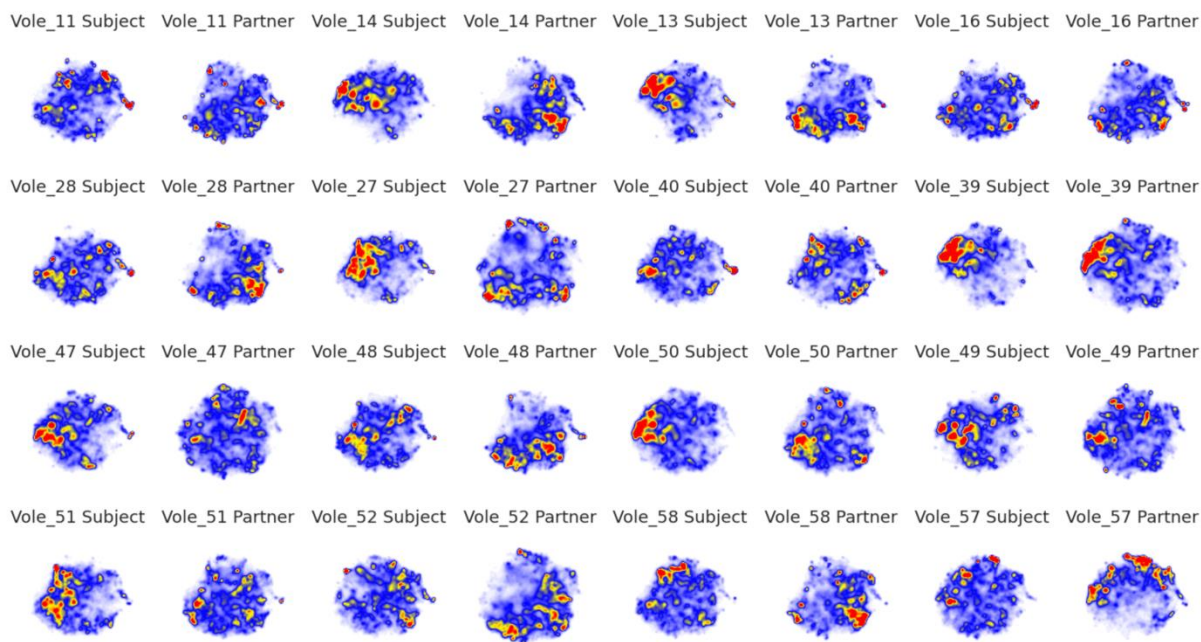 Vole_11 Subject Vole_11 Partner Vole_14 Subject Vole_14 Partner Vole_13 Subject Vole_13 Partner Vole_16 Subject Vole_16 Partner
Vole_28 Subject Vole_28 Partner Vole_27 Subject Vole_27 Partner Vole_40 Subject Vole_40 Partner Vole_39 Subject Vole_39 Partner
Vole_47 Subject Vole_47 Partner Vole_48 Subject Vole_48 Partner Vole_50 Subject Vole_50 Partner Vole_49 Subject Vole_49 Partner
Vole_51 Subject Vole_51 Partner Vole_52 Subject Vole_52 Partner Vole_58 Subject Vole_58 Partner Vole_57 Subject Vole_57 Partner